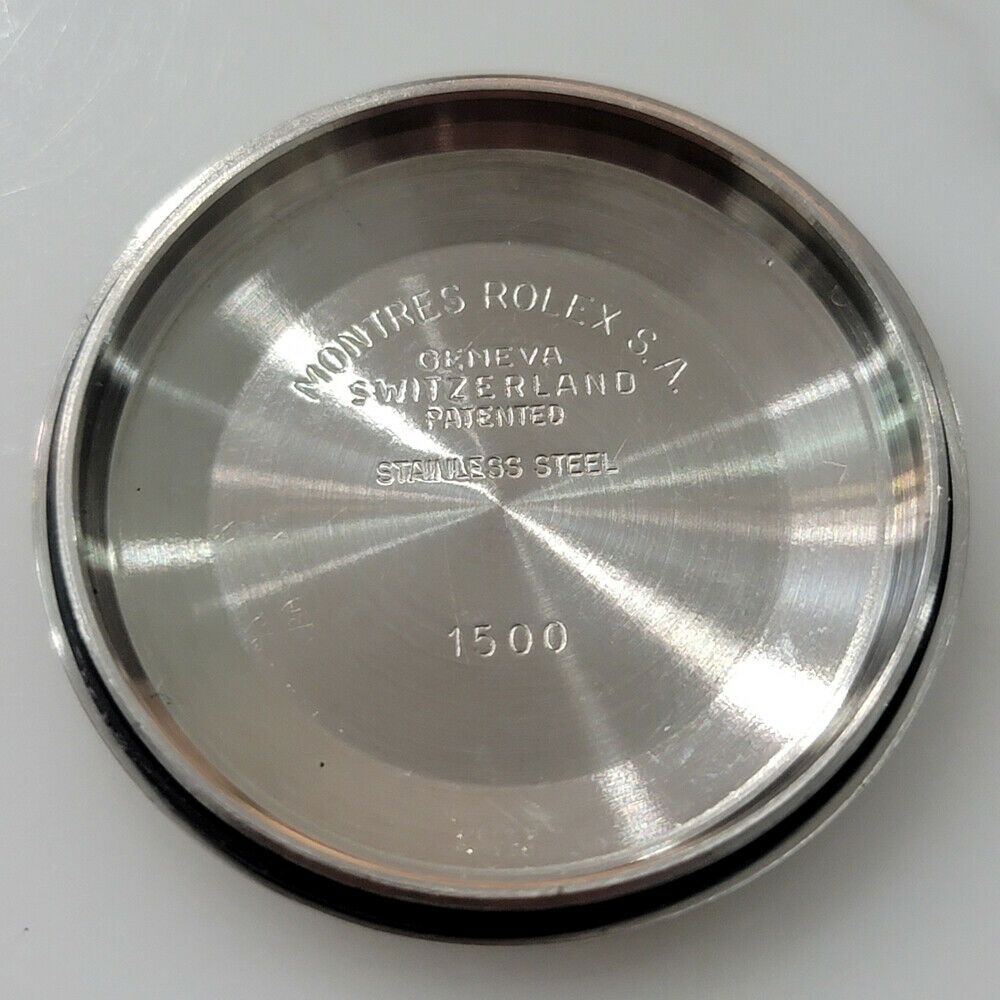 MONTRES ROLEX S.A.
GENEVA
SWITZERLAND
PATENTED
STAINLESS STEEL
1500